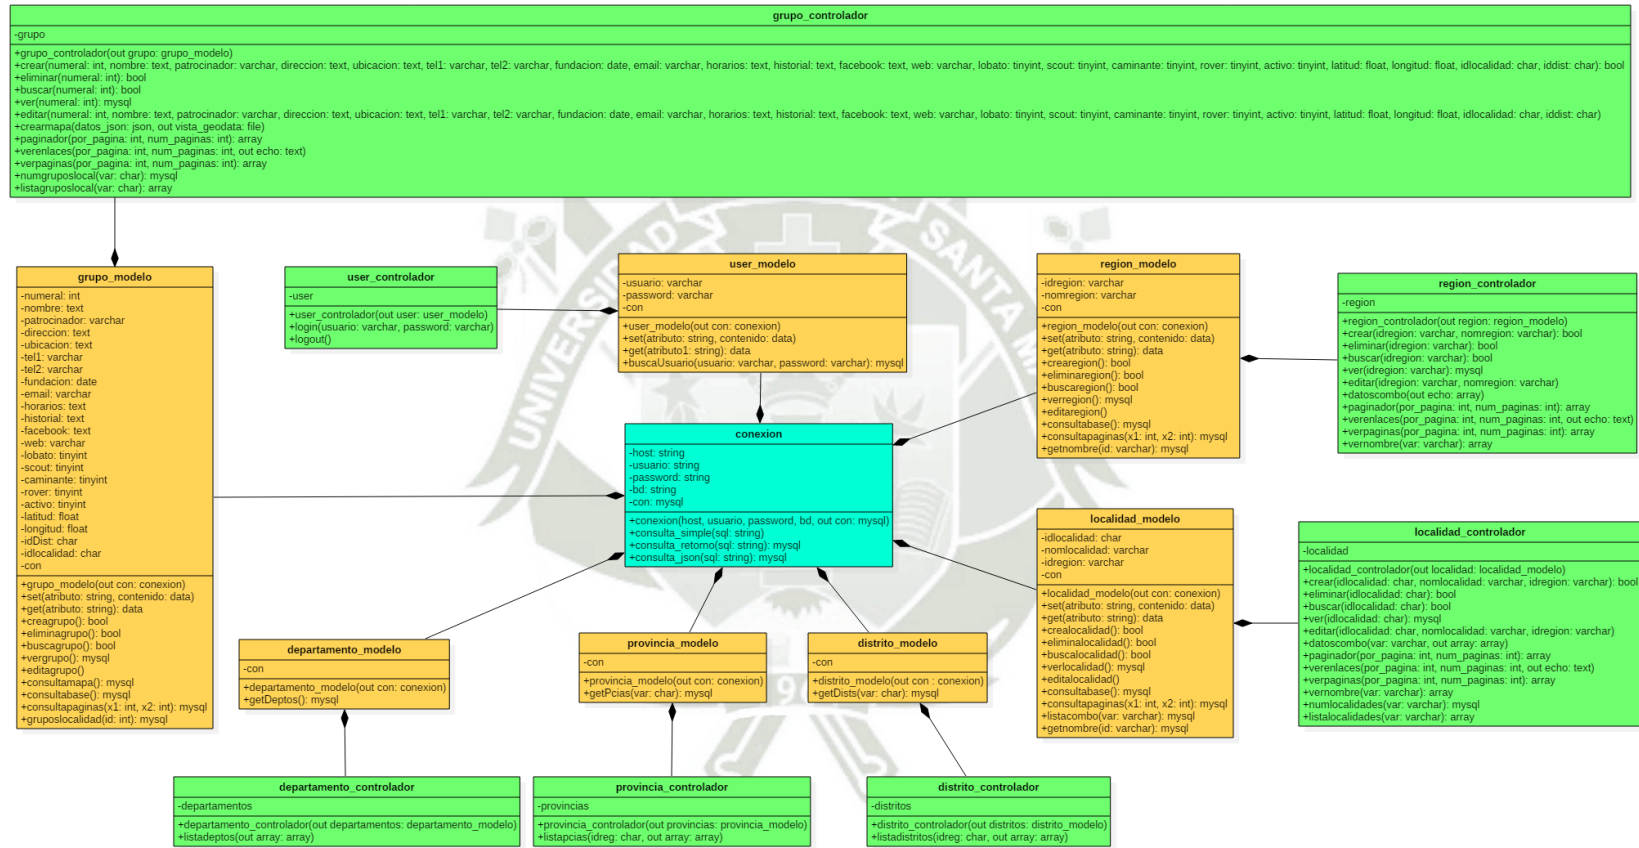 grupo_controlador
-grupo
+grupo_controlador(out grupo: grupo_modelo)
+crear(numeral: int, nombre: text, patrocinador: varchar, direccion: text, ubicacion: text, tel1: varchar, tel2: varchar, fundacion: date, email: varchar, horarios: text, historial: text, facebook: text, web: varchar, lobato: tinyint, scout: tinyint, caminante: tinyint, rover: tinyint, activo: tinyint, latitud: float, longitud: float, idlocalidad: char, iddist: char): bool
+eliminar(numeral: int): bool
+buscar(numeral: int): bool
+ver(numeral: int): mysql
+editar(numeral: int, nombre: text, patrocinador: varchar, direccion: text, ubicacion: text, tel1: varchar, tel2: varchar, fundacion: date, email: varchar, horarios: text, historial: text, facebook: text, web: varchar, lobato: tinyint, scout: tinyint, caminante: tinyint, rover: tinyint, activo: tinyint, latitud: float, longitud: float, idlocalidad: char, iddist: char)
+crearmapa(datos_json: json, out vista_geodata: file)
+paginador(por_pagina: int, num_paginas: int): array
+verenlaces(por_pagina: int, num_paginas: int, out echo: text)
+verpaginas(por_pagina: int, num_paginas: int): array
+numgruposlocal(var: char): mysql
+listagruposlocal(var: char): array
grupo_modelo
-numeral: int
-nombre: text
-patrocinador: varchar
-direccion: text
-ubicacion: text
-tel1: varchar
-tel2: varchar
-fundacion: date
-email: varchar
-horarios: text
-historial: text
-facebook: text
-web: varchar
-lobato: tinyint
-scout: tinyint
-caminante: tinyint
-rover: tinyint
-activo: tinyint
-latitud: float
-longitud: float
-idDist: char
-idlocalidad: char
-con
+grupo_modelo(out con: conexion)
+set(atributo: string, contenido: data)
+get(atributo: string): data
+creagrupo(): bool
+eliminagrupo(): bool
+buscagrupo(): bool
+vergrupo(): mysql
+editagrupo()
+consultamapa(): mysql
+consultabase(): mysql
+consultapaginas(x1: int, x2: int): mysql
+gruposlocalidad(id: int): mysql
user_controlador
-user
+user_controlador(out user: user_modelo)
+login(usuario: varchar, password: varchar)
+logout()
user_modelo
-usuario: varchar
-password: varchar
-con
+user_modelo(out con: conexion)
+set(atributo: string, contenido: data)
+get(atributo1: string): data
+buscaUsuario(usuario: varchar, password: varchar): mysql
region_modelo
-idregion: varchar
-nomregion: varchar
-con
+region_modelo(out con: conexion)
+set(atributo: string, contenido: data)
+get(atributo: string): data
+crearegion(): bool
+eliminaregion(): bool
+buscaregion(): bool
+verregion(): mysql
+editaregion()
+consultabase(): mysql
+consultapaginas(x1: int, x2: int): mysql
+getnombre(id: varchar): mysql
region_controlador
-region
+region_controlador(out region: region_modelo)
+crear(idregion: varchar, nomregion: varchar): bool
+eliminar(idregion: varchar): bool
+buscar(idregion: varchar): bool
+ver(idregion: varchar): mysql
+editar(idregion: varchar, nomregion: varchar)
+datoscombo(out echo: array)
+paginador(por_pagina: int, num_paginas: int): array
+verenlaces(por_pagina: int, num_paginas: int, out echo: text)
+verpaginas(por_pagina: int, num_paginas: int): array
+vernombre(var: varchar): array
conexion
-host: string
-usuario: string
-password: string
-bd: string
-con: mysql
+conexion(host, usuario, password, bd, out con: mysql)
+consulta_simple(sql: string)
+consulta_retorno(sql: string): mysql
+consulta_json(sql: string): mysql
localidad_modelo
-idlocalidad: char
-nomlocalidad: varchar
-idregion: varchar
-con
+localidad_modelo(out con: conexion)
+set(atributo: string, contenido: data)
+get(atributo: string): data
+crealocalidad(): bool
+eliminalocalidad(): bool
+buscalocalidad(): bool
+verlocalidad(): mysql
+editalocalidad()
+consultabase(): mysql
+consultapaginas(x1: int, x2: int): mysql
+listacombo(var: varchar): mysql
+getnombre(id: varchar): mysql
localidad_controlador
-localidad
+localidad_controlador(out localidad: localidad_modelo)
+crear(idlocalidad: char, nomlocalidad: varchar, idregion: varchar): bool
+eliminar(idlocalidad: char): bool
+buscar(idlocalidad: char): bool
+ver(idlocalidad: char): mysql
+editar(idlocalidad: char, nomlocalidad: varchar, idregion: varchar)
+datoscombo(var: varchar, out array: array)
+paginador(por_pagina: int, num_paginas: int): array
+verenlaces(por_pagina: int, num_paginas: int, out echo: text)
+verpaginas(por_pagina: int, num_paginas: int): array
+vernombre(var: varchar): array
+numlocalidades(var: varchar): mysql
+listalocalidades(var: varchar): array
departamento_modelo
-con
+departamento_modelo(out con: conexion)
+getDeptos(): mysql
provincia_modelo
-con
+provincia_modelo(out con: conexion)
+getPcias(var: char): mysql
distrito_modelo
-con
+distrito_modelo(out con : conexion)
+getDists(var: char): mysql
departamento_controlador
-departamentos
+departamento_controlador(out departamentos: departamento_modelo)
+listadeptos(out array: array)
provincia_controlador
-provincias
+provincia_controlador(out provincias: provincia_modelo)
+listapcias(idreg: char, out array: array)
distrito_controlador
-distritos
+distrito_controlador(out distritos: distrito_modelo)
+listadistritos(idreg: char, out array: array)
UNIVERSIDAD
SANTA